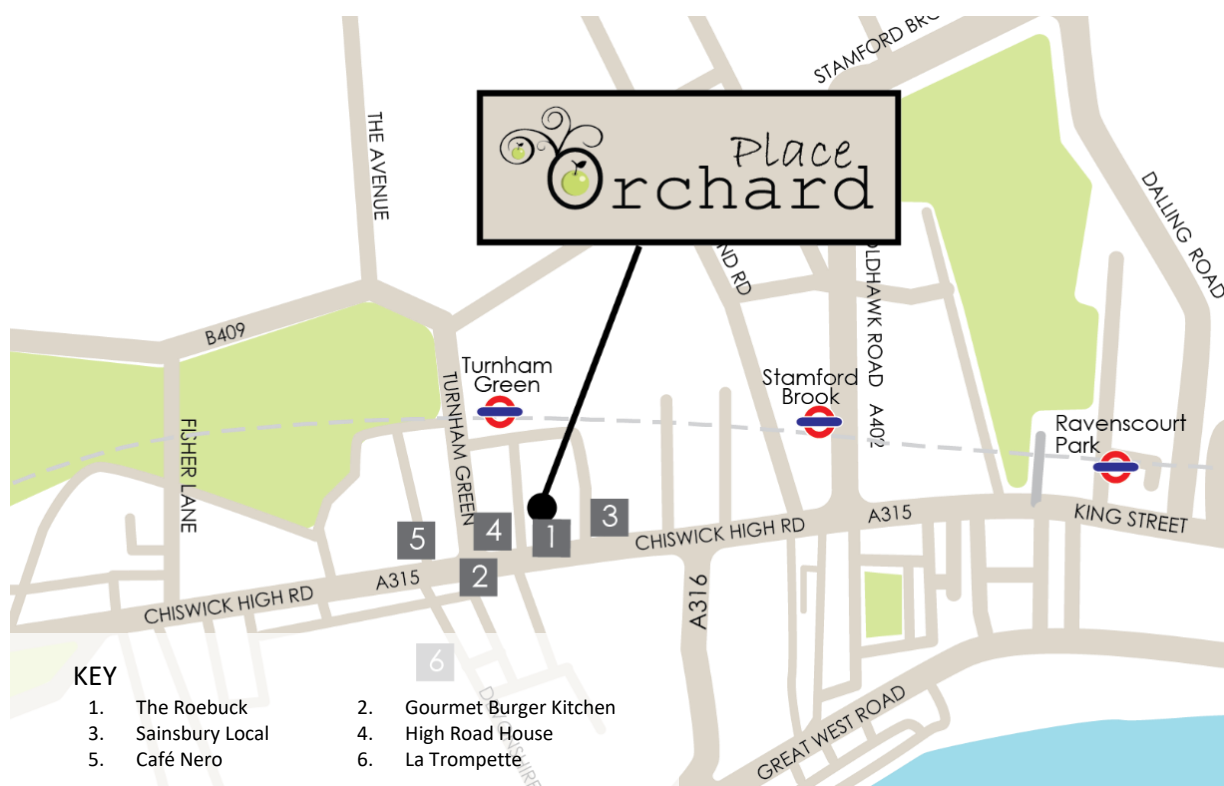 STAMFORD BRO
THE AVENUE
Place
Orchard
DALLING ROAD
ND RD
OLDHAWK ROAD A402
B409
Turnham
Green
Stamford
Brook
TURNHAM GREEN
FISHER LANE
Ravenscourt
Park
5
4
1
3
CHISWICK HIGH RD
A315
KING STREET
A315
2
CHISWICK HIGH RD
A316
6
DEVONSHIRE
GREAT WEST ROAD
KEY
1. The Roebuck
2. Gourmet Burger Kitchen
3. Sainsbury Local
4. High Road House
5. Café Nero
6. La Trompette